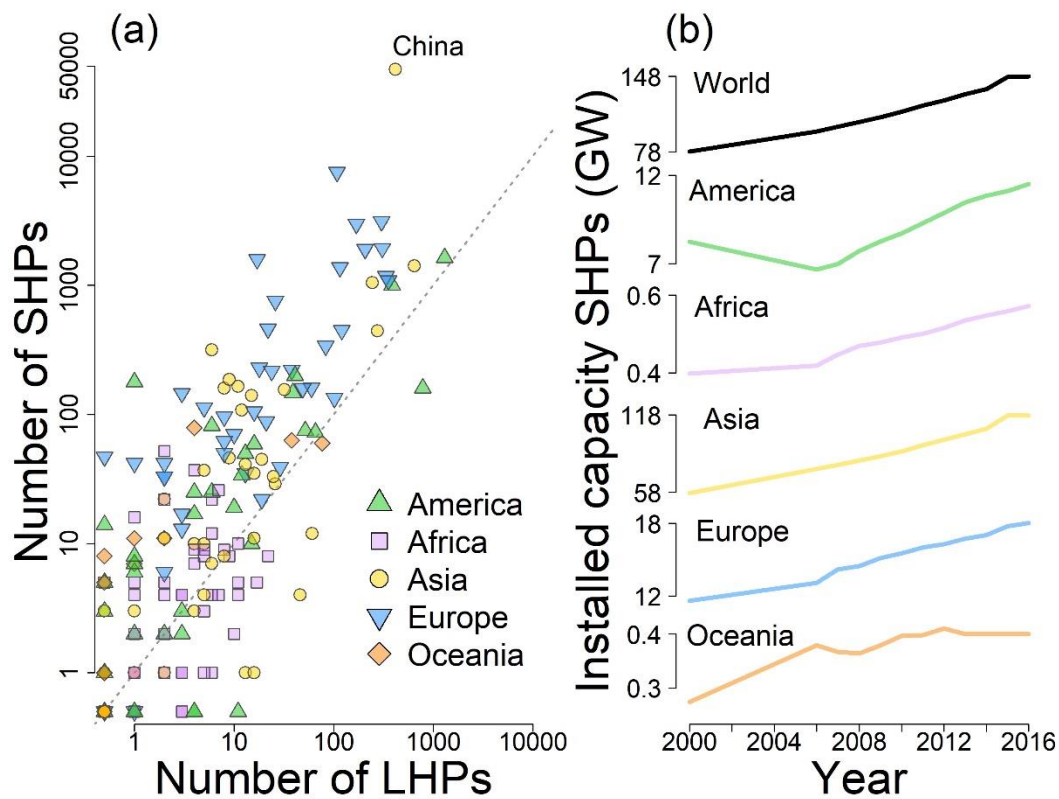 (a)
China
Number of SHPs
50000
10000
1000
100
10
1
America
Africa
Asia
Europe
Oceania
1
10
100
1000
10000
Number of LHPs
(b)
Installed capacity SHPs (GW)
World
148
78
America
12
7
Africa
0.6
0.4
Asia
118
58
Europe
18
12
Oceania
0.4
0.3
2000
2004
2008
2012
2016
Year